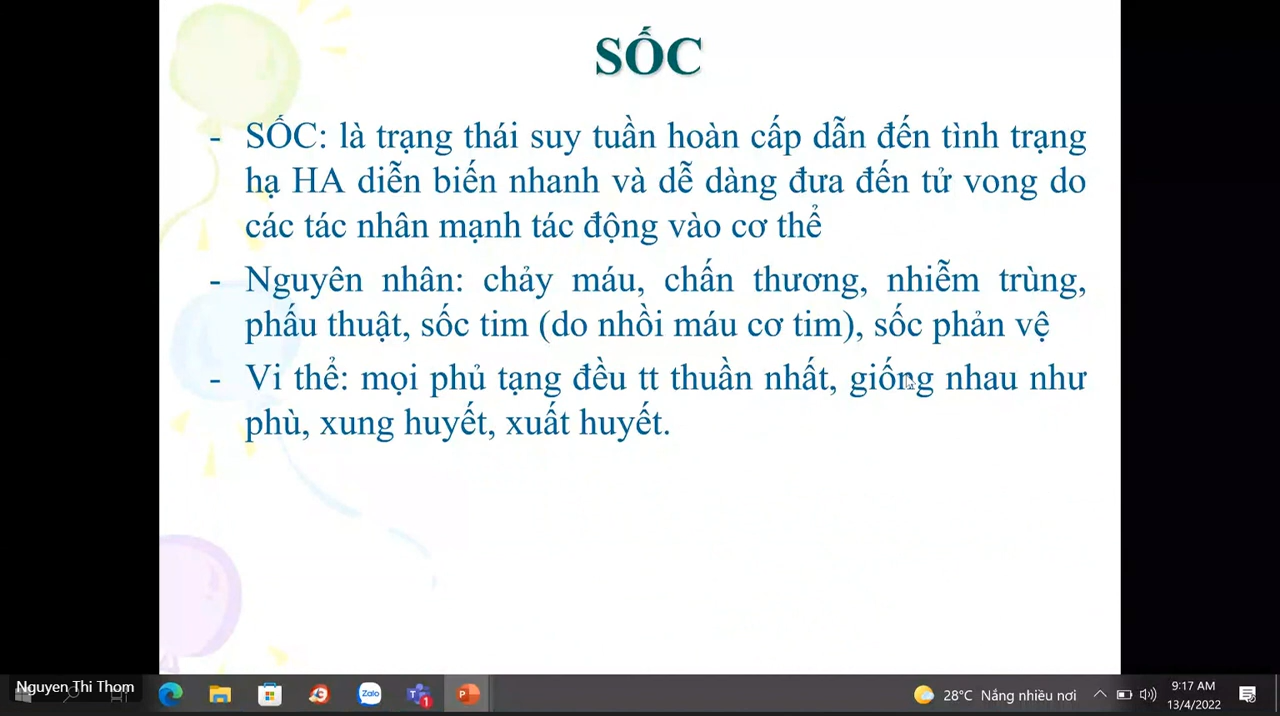 SỐC
- SỐC: là trạng thái suy tuần hoàn cấp dẫn đến tình trạng
hạ HA diễn biến nhanh và dễ dàng đưa đến tử vong do
các tác nhân mạnh tác động vào cơ thể
- Nguyên nhân: chảy máu, chấn thương, nhiễm trùng,
phấu thuật, sốc tim (do nhồi máu cơ tim), sốc phản vệ
- Vi thể: mọi phủ tạng đều tt thuần nhất, giống nhau như
phù, xung huyết, xuất huyết.
Nguyen Thi Thom
Zalo
1
28°C Nắng nhiều nơi
9:17 AM
13/4/2022